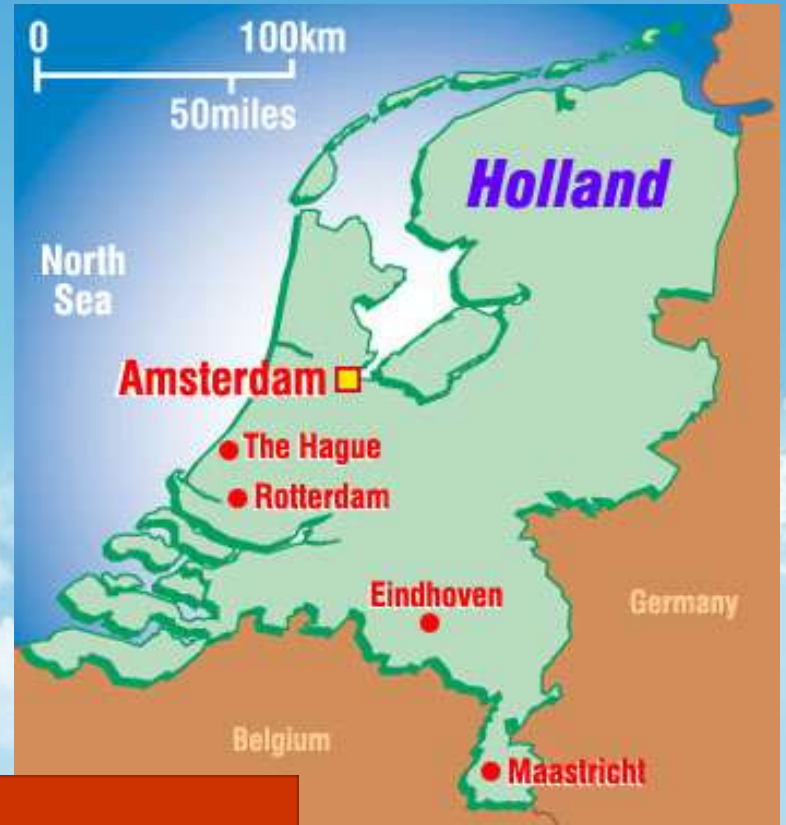 0 100km
50miles
Holland
North
Sea
Amsterdam
The Hague
Rotterdam
Eindhoven
Germany
Belgium
Maastricht